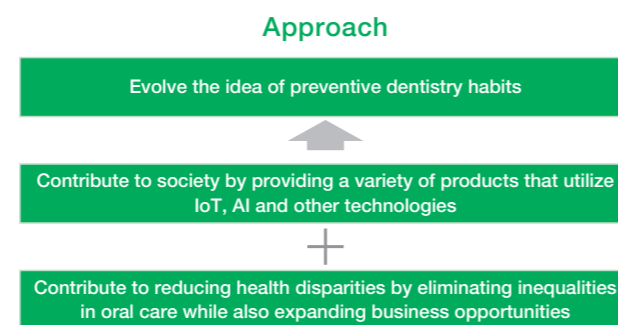 Approach
Evolve the idea of preventive dentistry habits
Contribute to society by providing a variety of products that utilize
IoT, AI and other technologies
Contribute to reducing health disparities by eliminating inequalities
in oral care while also expanding business opportunities